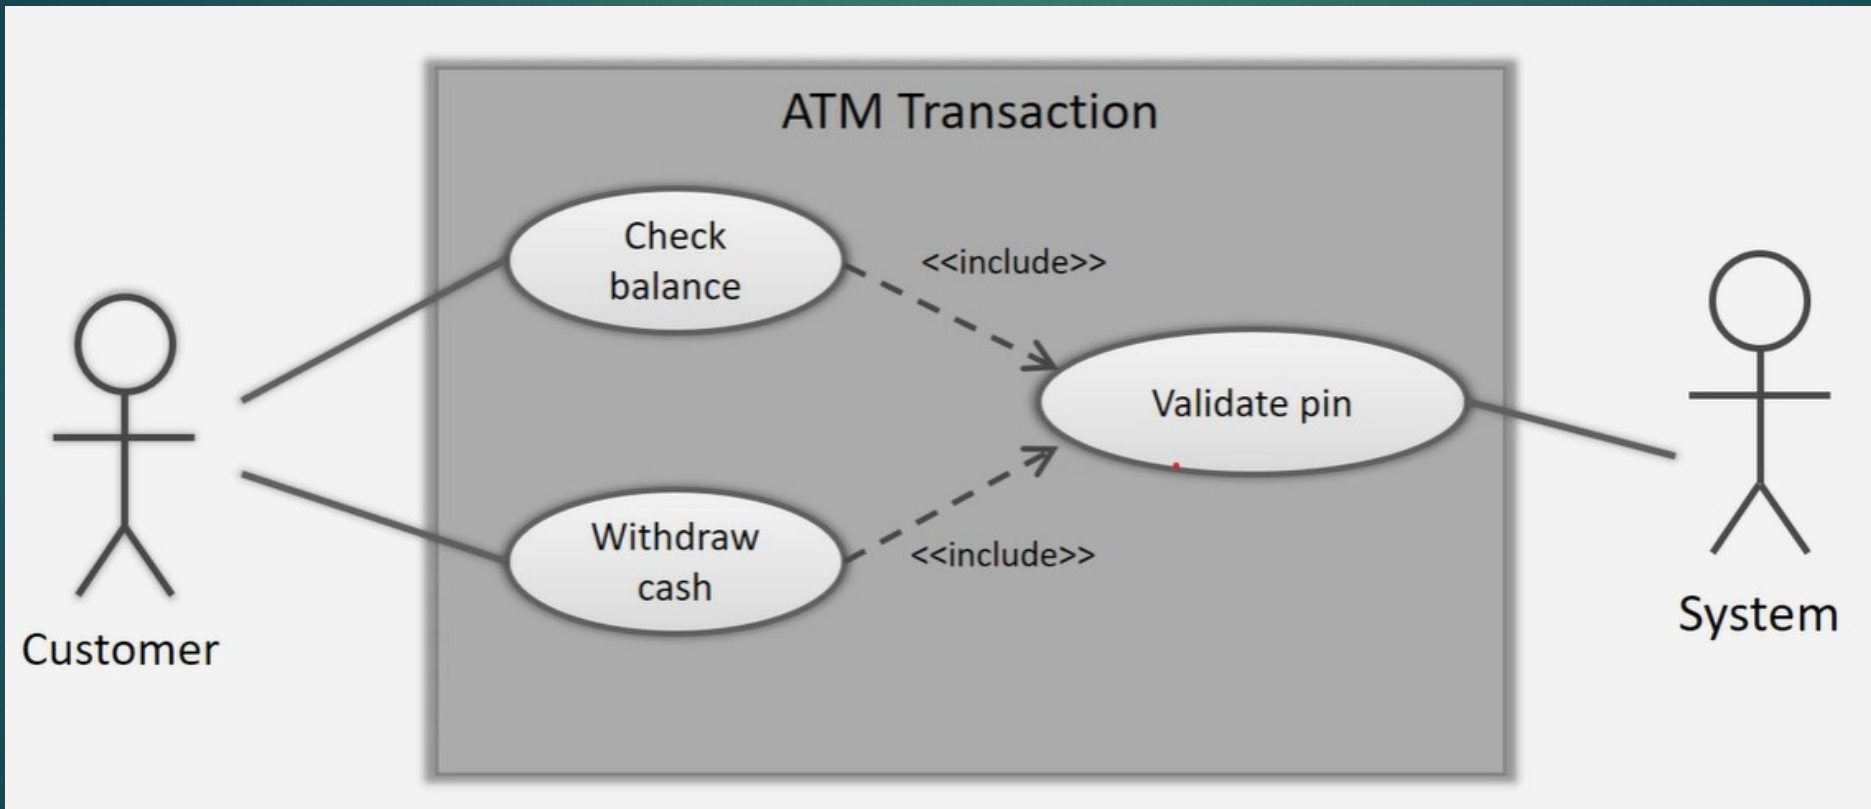 ATM Transaction
Check
balance
<<include>>
Validate pin
Withdraw
cash
<<include>>
Customer
System